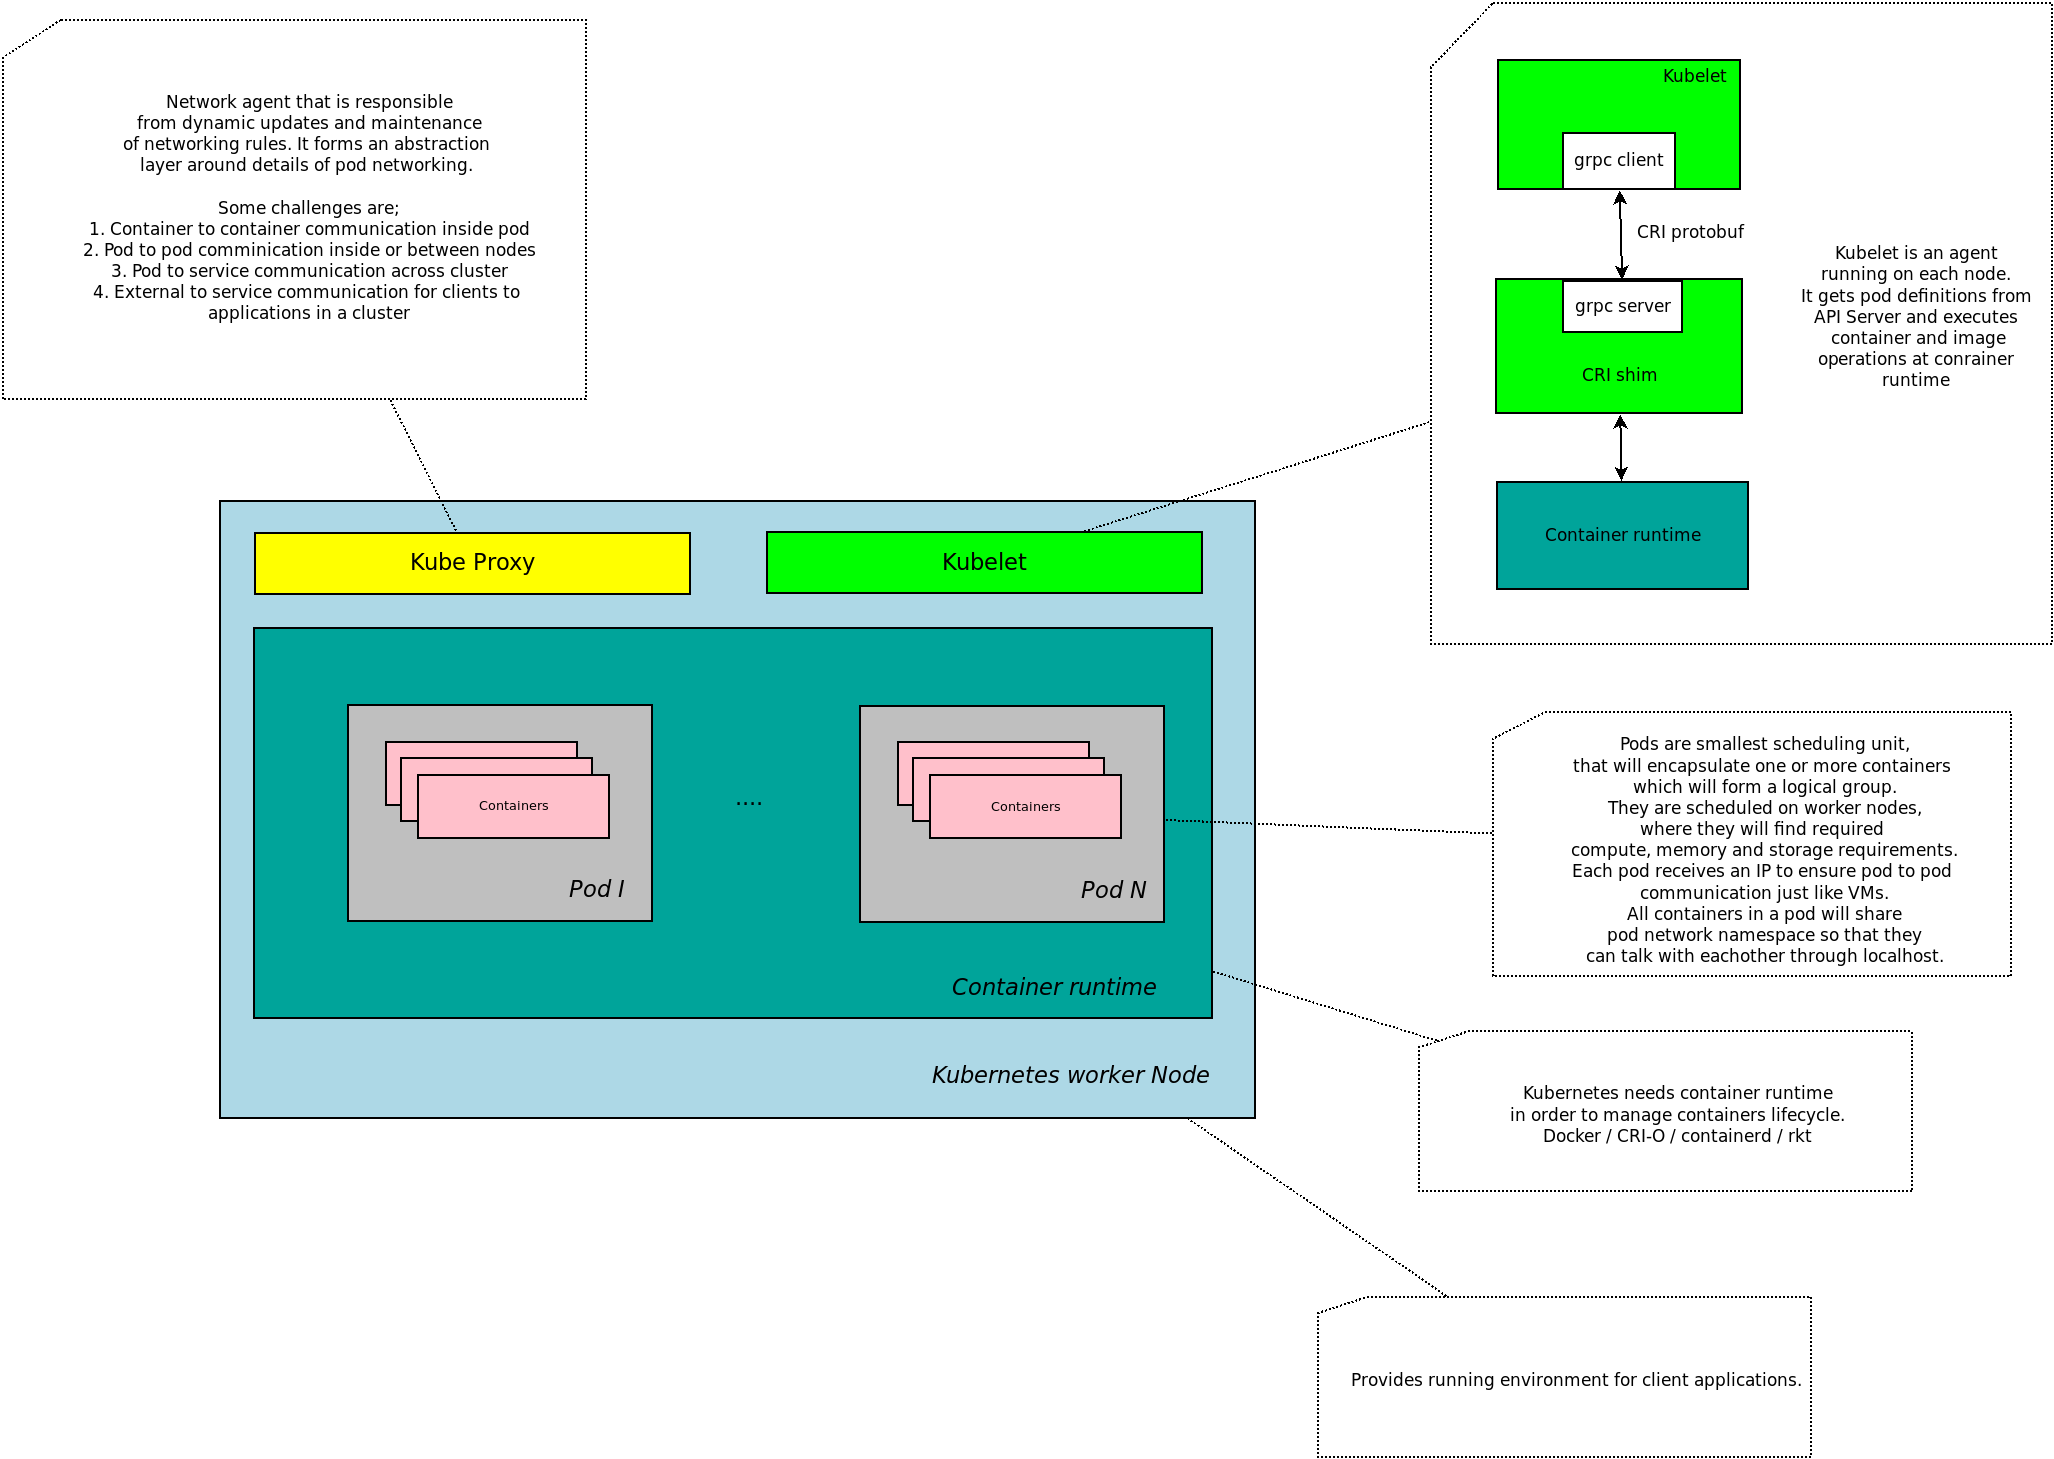 Network agent that is responsible
from dynamic updates and maintenance
of networking rules. It forms an abstraction
layer around details of pod networking.
Some challenges are;
1. Container to container communication inside pod
2. Pod to pod comminication inside or between nodes
3. Pod to service communication across cluster
4. External to service communication for clients to
applications in a cluster
Kubelet
grpc client
CRI protobuf
grpc server
CRI shim
Container runtime
Kubelet is an agent
running on each node.
It gets pod definitions from
API Server and executes
container and image
operations at conrainer
runtime
Kube Proxy
Kubelet
Containers
Pod I
....
Containers
Pod N
Container runtime
Kubernetes worker Node
Pods are smallest scheduling unit,
that will encapsulate one or more containers
which will form a logical group.
They are scheduled on worker nodes,
where they will find required
compute, memory and storage requirements.
Each pod receives an IP to ensure pod to pod
communication just like VMs.
All containers in a pod will share
pod network namespace so that they
can talk with eachother through localhost.
Kubernetes needs container runtime
in order to manage containers lifecycle.
Docker / CRI-O / containerd / rkt
Provides running environment for client applications.